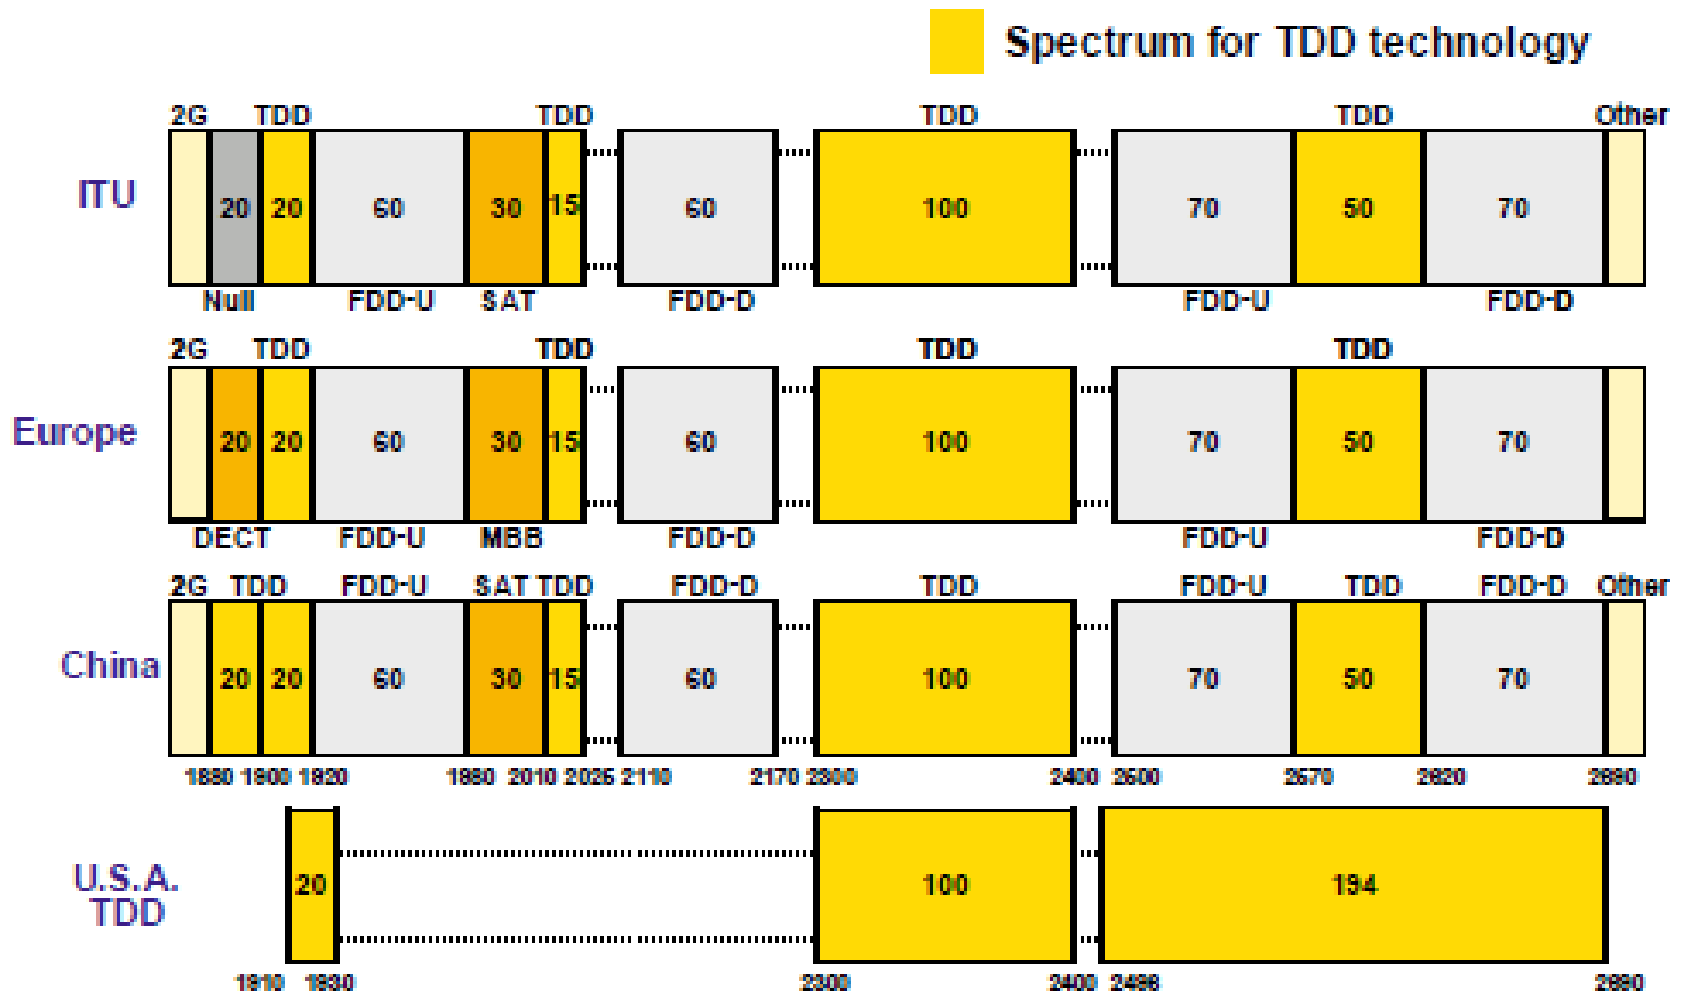 Spectrum for TDD technology
2G TDD TDD TDD TDD Other
ITU
20 20 60 30 15 60 100 70 50 70
Null FDD-U SAT FDD-D FDD-U FDD-D
2G TDD TDD TDD TDD
Europe
20 20 60 30 15 60 100 70 50 70
DECT FDD-U MBB FDD-D FDD-U FDD-D
2G TDD FDD-U SAT TDD FDD-D TDD FDD-U TDD FDD-D Other
China
20 20 60 30 15 60 100 70 50 70
1880 1900 1920 1980 2010 2025 2110 2170 2300 2400 2500 2570 2620 2690
U.S.A.
TDD
20 100 194
1910 1930 2300 2400 2496 2690